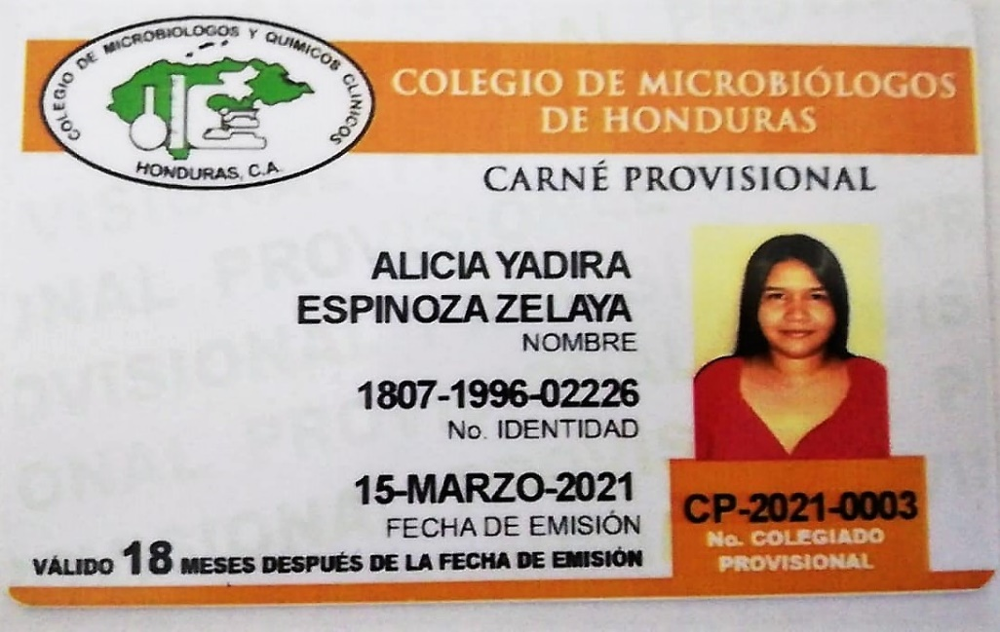 COLEGIO DE MICROBIOLOGOS Y QUIMICOS CLINICOS
HONDURAS, C.A.
COLEGIO DE MICROBIÓLOGOS
DE HONDURAS
CARNÉ PROVISIONAL
ALICIA YADIRA
ESPINOZA ZELAYA
NOMBRE
1807-1996-02226
No. IDENTIDAD
15-MARZO-2021
FECHA DE EMISIÓN
VÁLIDO 18 MESES DESPUÉS DE LA FECHA DE EMISIÓN
CP-2021-0003
No. COLEGIADO
PROVISIONAL